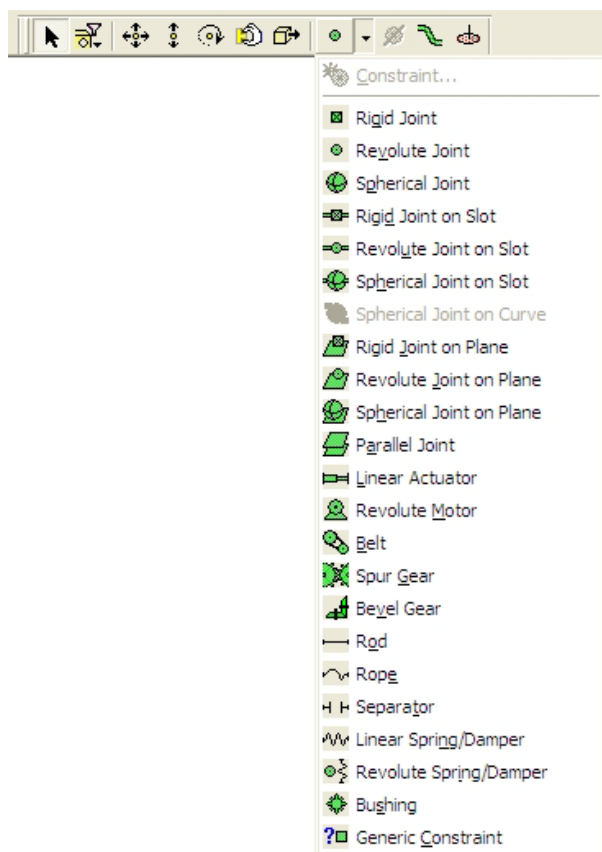 Constraint...
Rigid Joint
Revolute Joint
Spherical Joint
Rigid Joint on Slot
Revolute Joint on Slot
Spherical Joint on Slot
Spherical Joint on Curve
Rigid Joint on Plane
Revolute Joint on Plane
Spherical Joint on Plane
Parallel Joint
Linear Actuator
Revolute Motor
Belt
Spur Gear
Bevel Gear
Rod
Rope
Separator
Linear Spring/Damper
Revolute Spring/Damper
Bushing
?
Generic Constraint